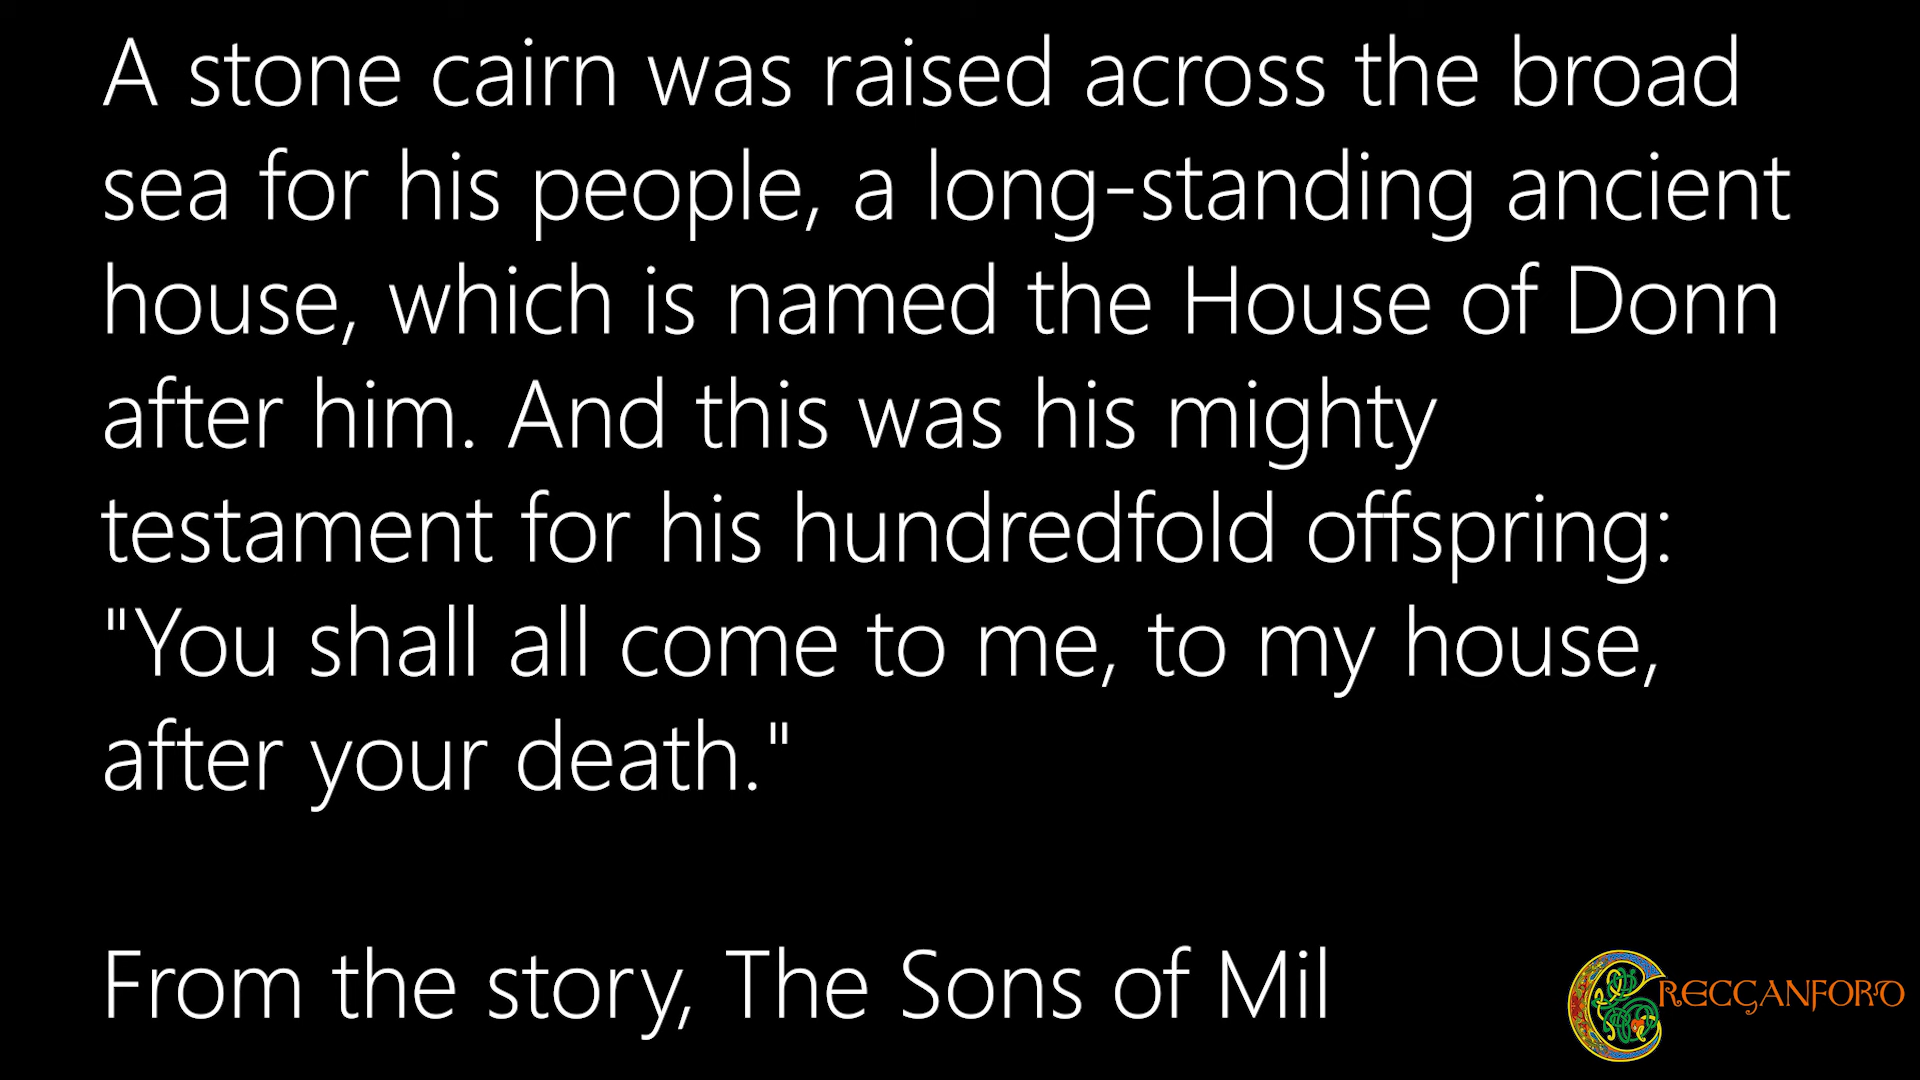 A stone cairn was raised across the broad
sea for his people, a long-standing ancient
house, which is named the House of Donn
after him. And this was his mighty
testament for his hundredfold offspring:
"You shall all come to me, to my house,
after your death."
From the story, The Sons of Mil
CRECGANFORD